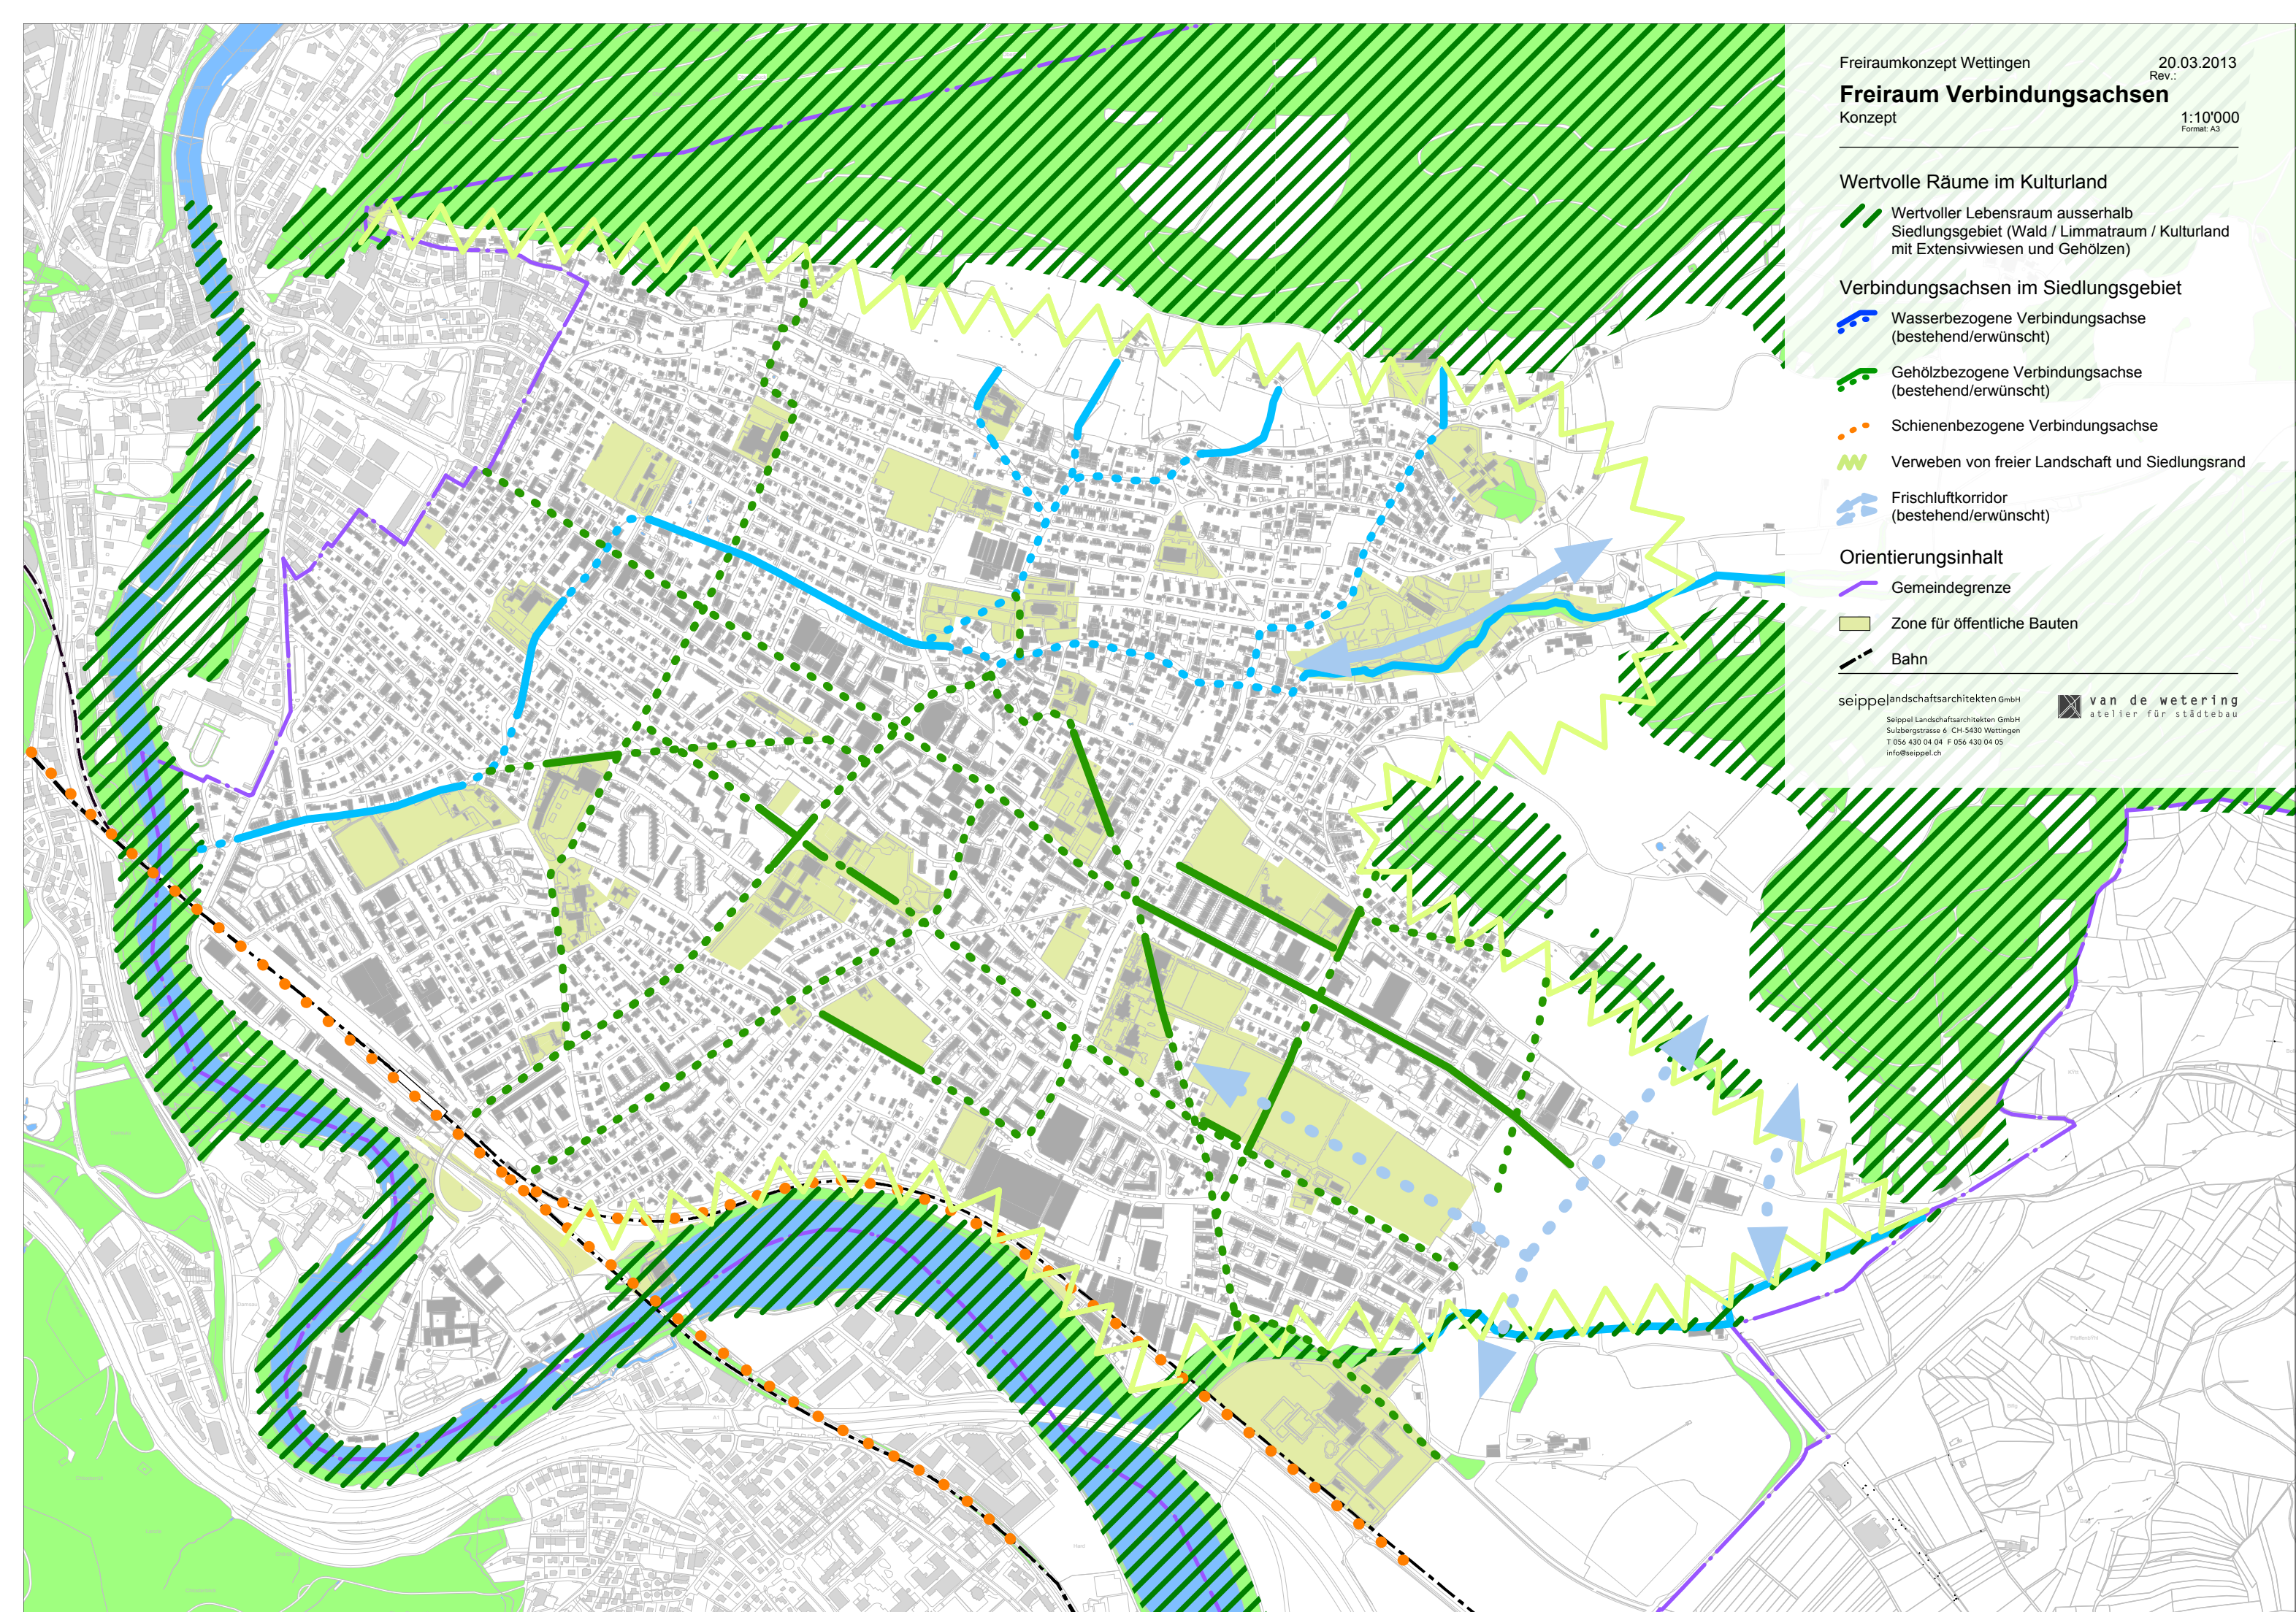 Freiraumkonzept Wettingen 20.03.2013
Rev.:
Freiraum Verbindungsachsen
Konzept 1:10'000
Format: A3
Wertvolle Räume im Kulturland
Wertvoller Lebensraum ausserhalb
Siedlungsgebiet (Wald / Limmatraum / Kulturland
mit Extensivwiesen und Gehölzen)
Verbindungsachsen im Siedlungsgebiet
Wasserbezogene Verbindungsachse
(bestehend/erwünscht)
Gehölzbezogene Verbindungsachse
(bestehend/erwünscht)
Schienenbezogene Verbindungsachse
Verweben von freier Landschaft und Siedlungsrand
Frischluftkorridor
(bestehend/erwünscht)
Orientierungsinhalt
Gemeindegrenze
Zone für öffentliche Bauten
Bahn
seippellandschaftsarchitekten GmbH
Seippel Landschaftsarchitekten GmbH
Sulzbergstrasse 6 CH-5430 Wettingen
T 056 430 04 04 F 056 430 04 05
info@seippel.ch
van de wetering
atelier für städtebau